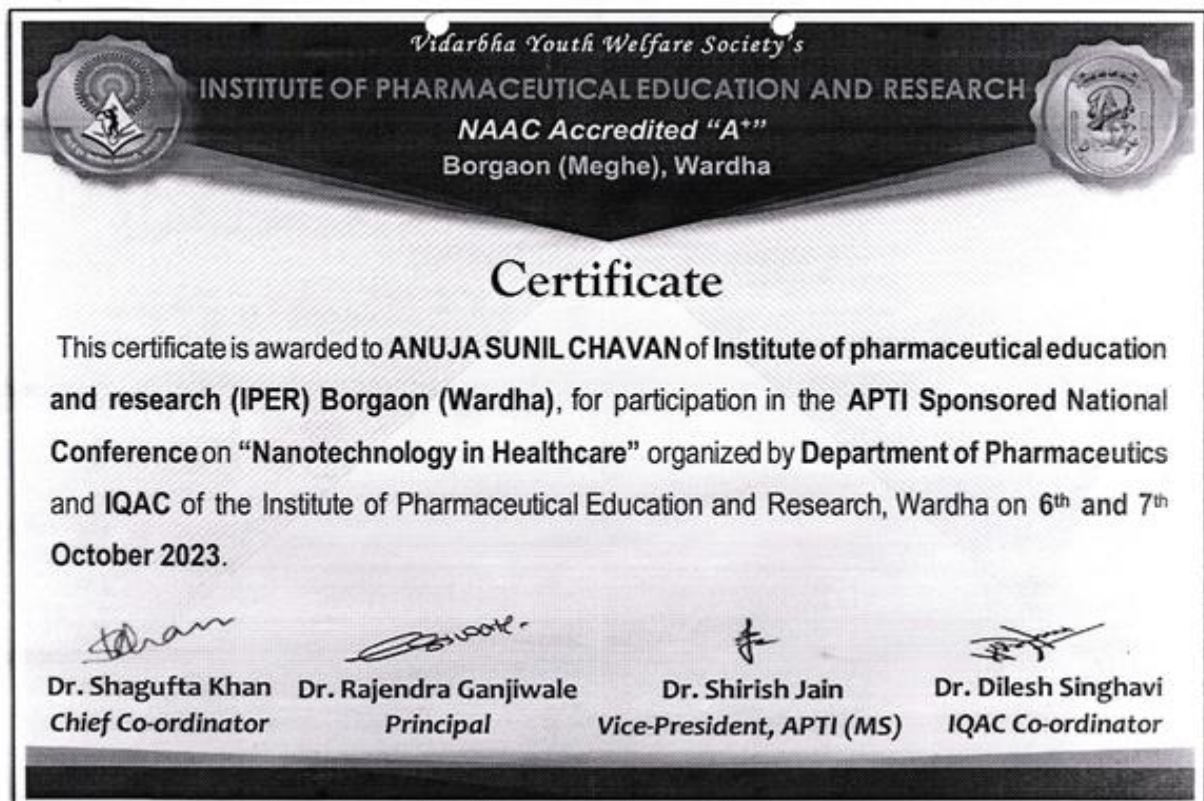 Vidarbha Youth Welfare Society's
INSTITUTE OF PHARMACEUTICAL EDUCATION AND RESEARCH
NAAC Accredited “A⁺”
Borgaon (Meghe), Wardha
Certificate
This certificate is awarded to ANUJA SUNIL CHAVAN of Institute of pharmaceutical education
and research (IPER) Borgaon (Wardha), for participation in the APTI Sponsored National
Conference on “Nanotechnology in Healthcare” organized by Department of Pharmaceutics
and IQAC of the Institute of Pharmaceutical Education and Research, Wardha on 6th and 7th
October 2023.
Dr. Shagufta Khan Dr. Rajendra Ganjiwale Dr. Shirish Jain Dr. Dilesh Singhavi
Chief Co-ordinator Principal Vice-President, APTI (MS) IQAC Co-ordinator